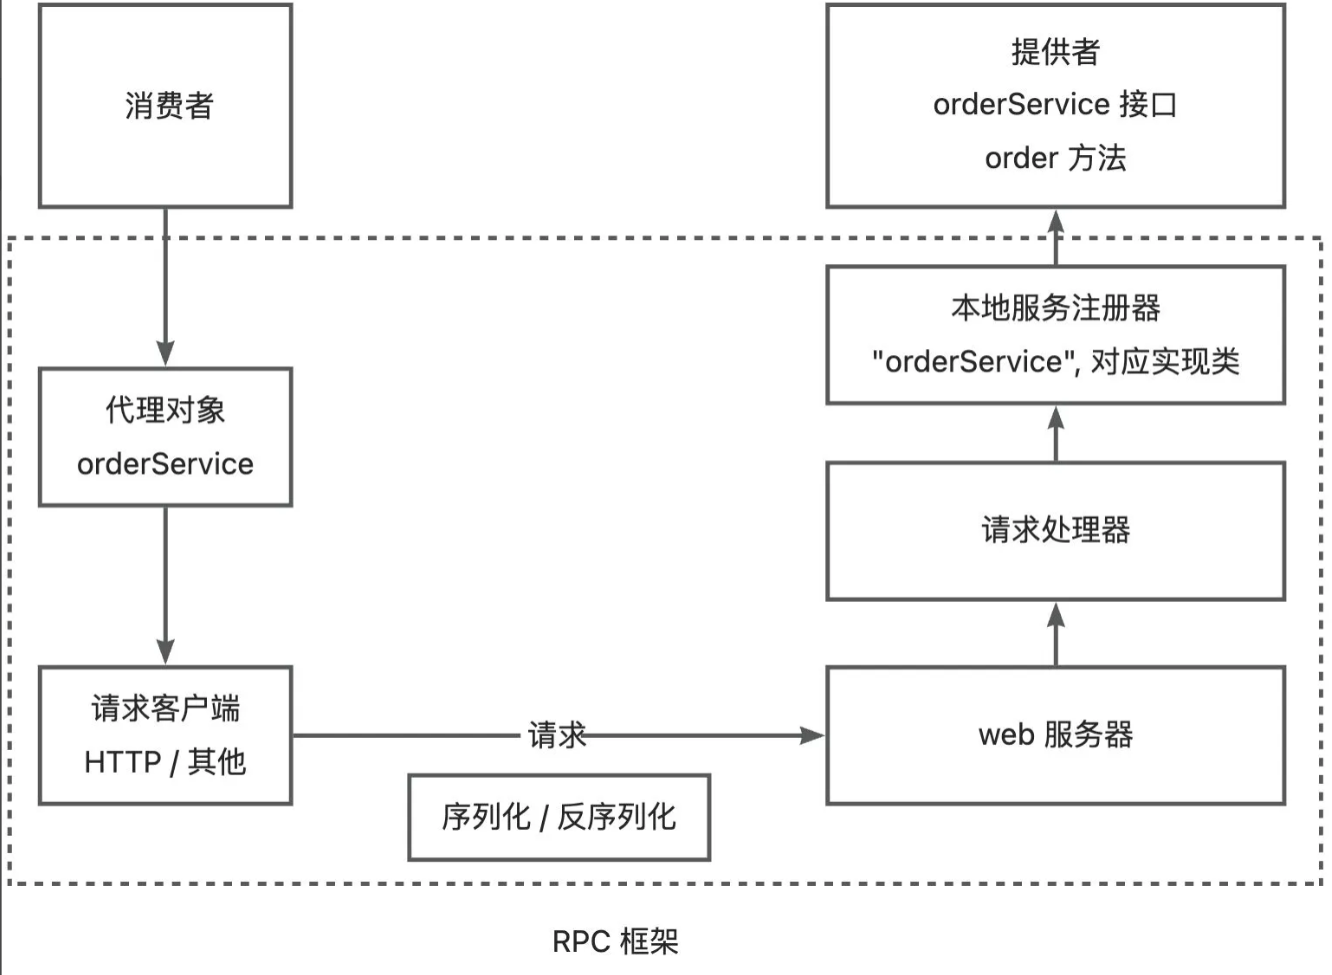 消费者
提供者
orderService 接口
order 方法
代理对象
orderService
本地服务注册器
"orderService", 对应实现类
请求处理器
请求客户端
HTTP / 其他
请求
web 服务器
序列化 / 反序列化
RPC 框架